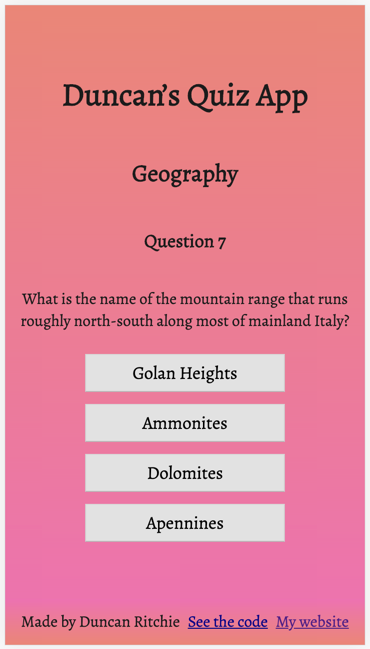 Duncan’s Quiz App
Geography
Question 7
What is the name of the mountain range that runs
roughly north-south along most of mainland Italy?
Golan Heights
Ammonites
Dolomites
Apennines
Made by Duncan Ritchie See the code My website